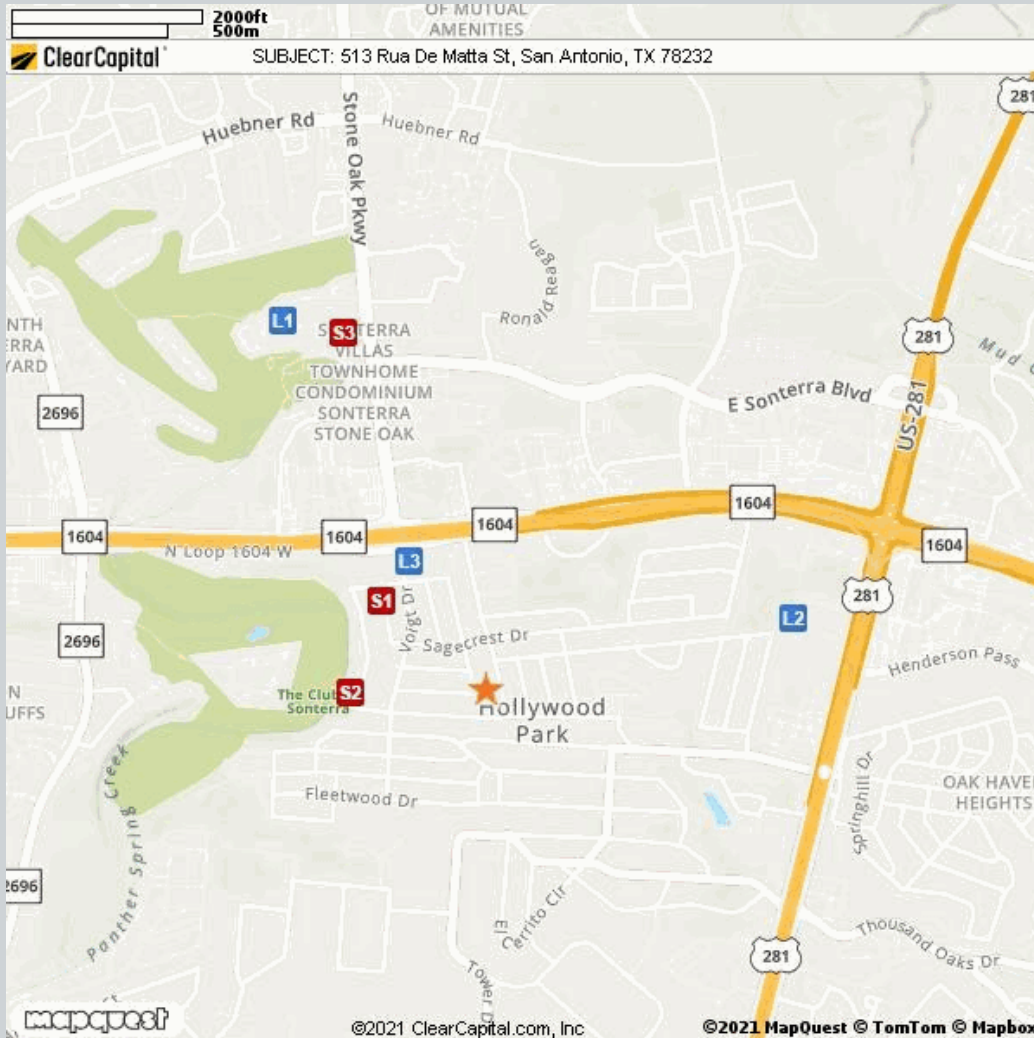 2000ft
500m
OF MUTUAL
AMENITIES
ClearCapital
SUBJECT: 513 Rua De Matta St, San Antonio, TX 78232
281
Huebner Rd
Huebner Rd
Stone Oak Pkwy
Ronald Reagan
L1
S3
VILLAS
TOWNHOME
CONDOMINIUM
SONTERRA
STONE OAK
YARD
281
Mud
2696
E Sonterra Blvd
US-281
1604
1604
1604
1604
1604
N Loop 1604 W
L3
S1
281
L2
Voigt Dr
Sagecrest Dr
2696
Henderson Pass
S2
The Club
Sonterra
Hollywood
Park
Fleetwood Dr
Springhill Dr
HEIGHTS
Panther Spring Creek
2696
El Cerrito Cir
Thousand Oaks Dr
281
Tower D
mapquest
©2021 ClearCapital.com, Inc
©2021 MapQuest © TomTom © Mapbox